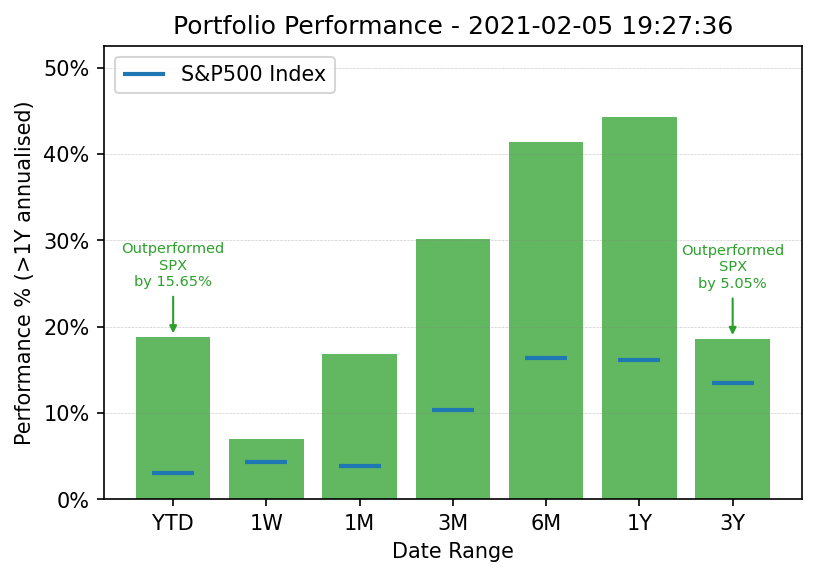 Portfolio Performance - 2021-02-05 19:27:36
S&P500 Index
Performance % (>1Y annualised)
50%
40%
30%
20%
10%
0%
Outperformed
SPX
by 15.65%
Outperformed
SPX
by 5.05%
YTD
1W
1M
3M
6M
1Y
3Y
Date Range